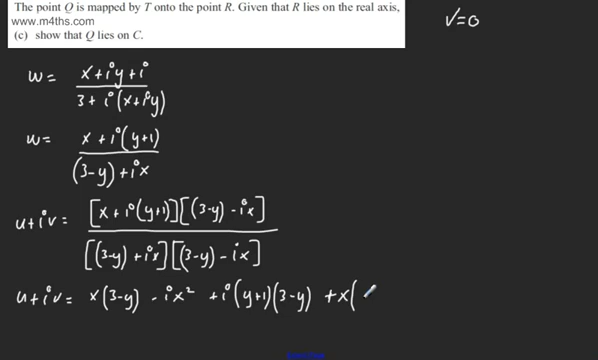 The point Q is mapped by T onto the point R. Given that R lies on the real axis,
www.m4ths.com
(c) show that Q lies on C.
V=0
w = (x+iy+i)/(3+i(x+iy))
w = (x+i(y+1))/((3-y)+ix)
u+iv = ([x+i(y+1)][(3-y)-ix])/([(3-y)+ix][(3-y)-ix])
u+iv = x(3-y) - ix² + i(y+1)(3-y) + x(